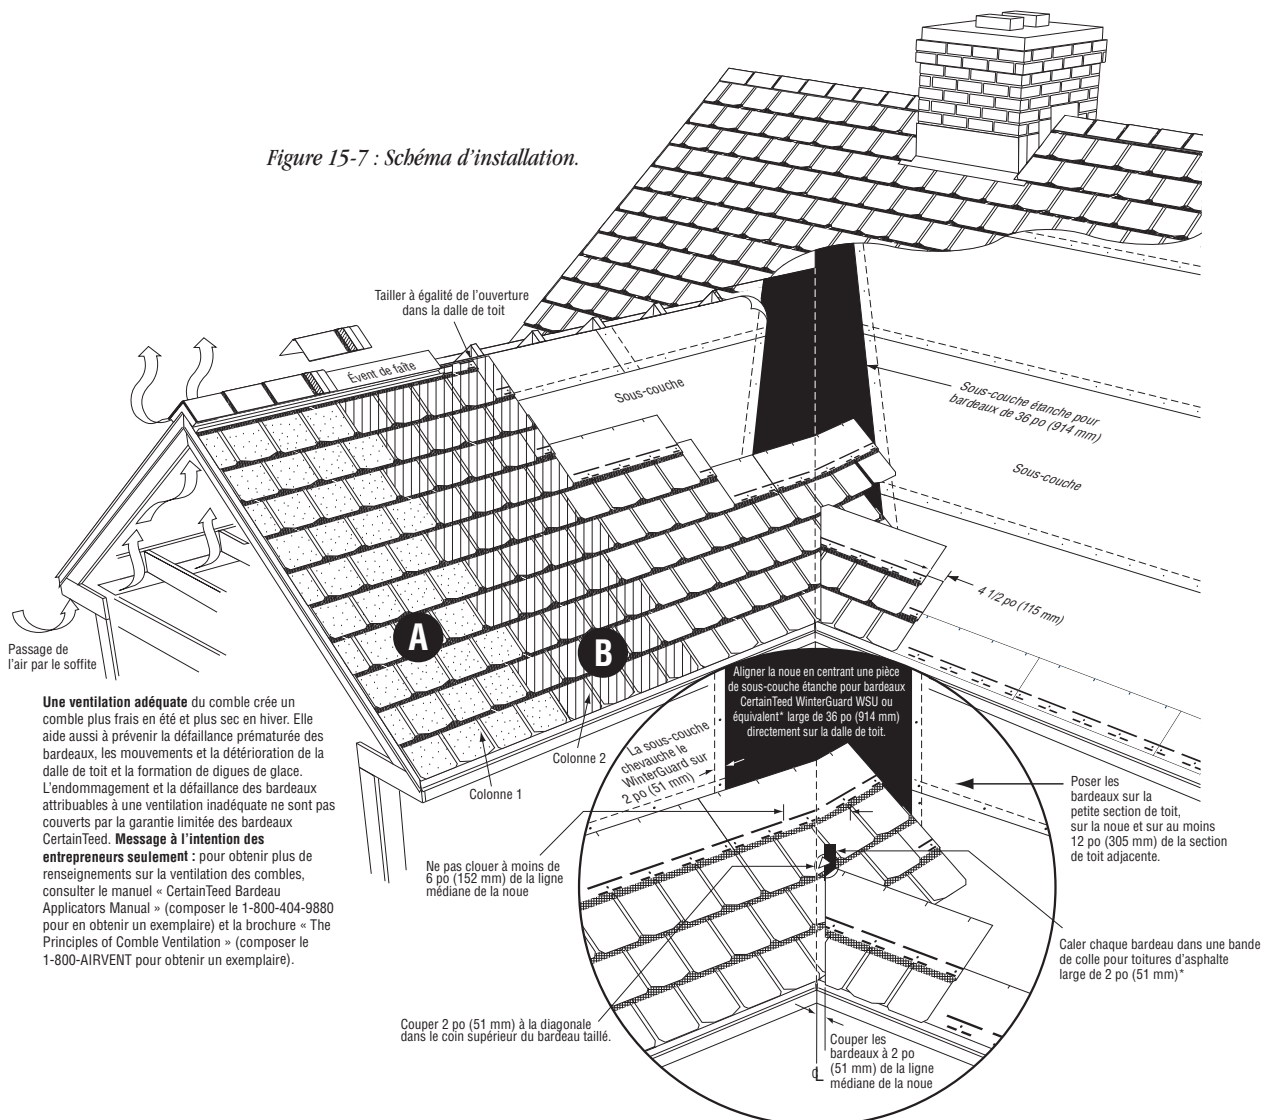 Figure 15-7 : Schéma d’installation.
Tailler à égalité de l’ouverture
dans la dalle de toit
Évent de faîte
Sous-couche
Sous-couche étanche pour
bardeaux de 36 po (914 mm)
Sous-couche
4 1/2 po (115 mm)
A
B
Passage de
l’air par le soffite
Colonne 2
Colonne 1
Une ventilation adéquate du comble crée un
comble plus frais en été et plus sec en hiver. Elle
aide aussi à prévenir la défaillance prématurée des
bardeaux, les mouvements et la détérioration de la
dalle de toit et la formation de digues de glace.
L’endommagement et la défaillance des bardeaux
attribuables à une ventilation inadéquate ne sont pas
couverts par la garantie limitée des bardeaux
CertainTeed. Message à l’intention des
entrepreneurs seulement : pour obtenir plus de
renseignements sur la ventilation des combles,
consulter le manuel « CertainTeed Bardeau
Applicators Manual » (composer le 1-800-404-9880
pour en obtenir un exemplaire) et la brochure « The
Principles of Comble Ventilation » (composer le
1-800-AIRVENT pour obtenir un exemplaire).
Aligner la noue en centrant une pièce
de sous-couche étanche pour bardeaux
CertainTeed WinterGuard WSU ou
équivalent* large de 36 po (914 mm)
directement sur la dalle de toit.
La sous-couche
chevauche le
WinterGuard sur
2 po (51 mm)
Ne pas clouer à moins de
6 po (152 mm) de la ligne
médiane de la noue
Poser les
bardeaux sur la
petite section de toit,
sur la noue et sur au moins
12 po (305 mm) de la section
de toit adjacente.
Caler chaque bardeau dans une bande
de colle pour toitures d’asphalte
large de 2 po (51 mm)*
Couper 2 po (51 mm) à la diagonale
dans le coin supérieur du bardeau taillé.
Couper les
bardeaux à 2 po
(51 mm) de la ligne
médiane de la noue
℄